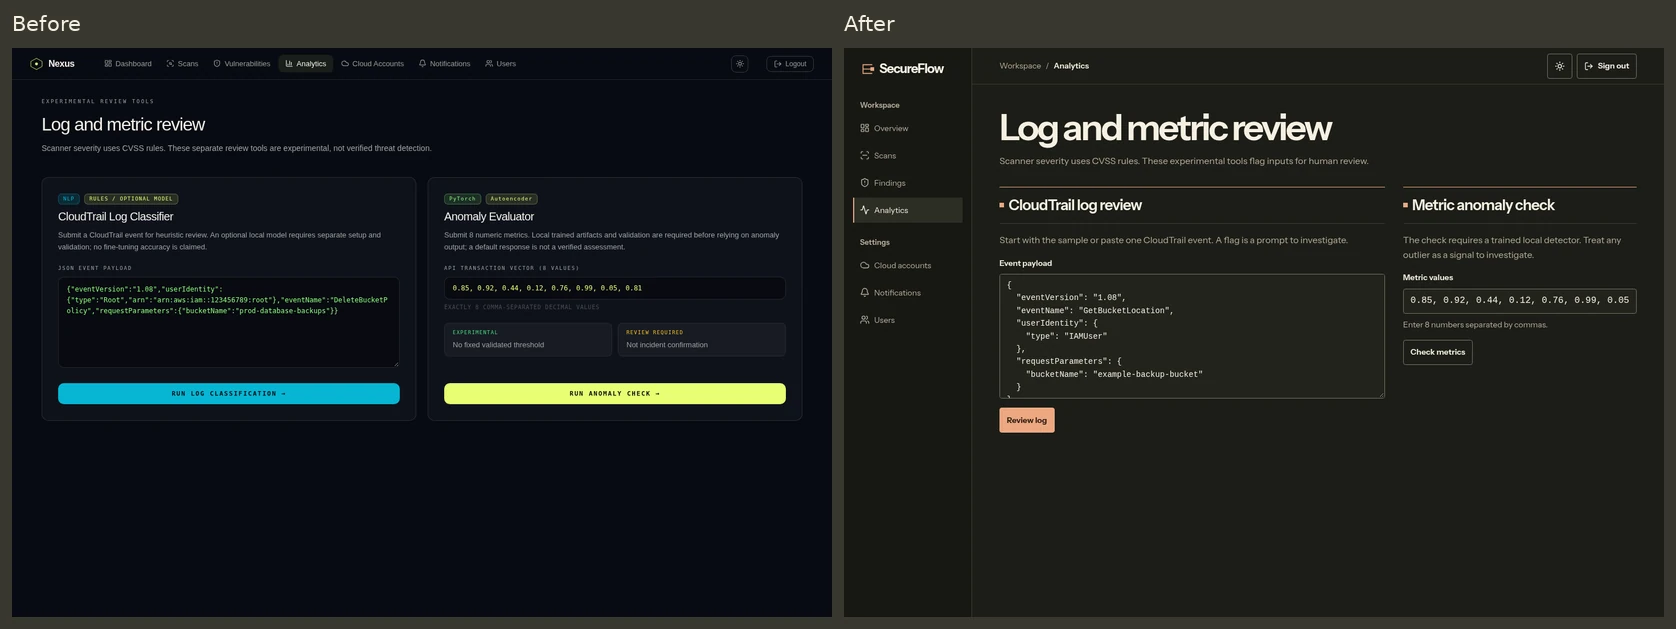 Before
Nexus
Dashboard
Scans
Vulnerabilities
Analytics
Cloud Accounts
Notifications
Users
Logout
EXPERIMENTAL REVIEW TOOLS
Log and metric review
Scanner severity uses CVSS rules. These separate review tools are experimental, not verified threat detection.
NLP
RULES / OPTIONAL MODEL
CloudTrail Log Classifier
Submit a CloudTrail event for heuristic review. An optional local model requires separate setup and
validation; no fine-tuning accuracy is claimed.
JSON EVENT PAYLOAD
{"eventVersion":"1.08","userIdentity":
{"type":"Root","arn":"arn:aws:iam::123456789:root"},"eventName":"DeleteBucketP
olicy","requestParameters":{"bucketName":"prod-database-backups"}}
RUN LOG CLASSIFICATION →
PyTorch
Autoencoder
Anomaly Evaluator
Submit 8 numeric metrics. Local trained artifacts and validation are required before relying on anomaly
output; a default response is not a verified assessment.
API TRANSACTION VECTOR (8 VALUES)
0.85, 0.92, 0.44, 0.12, 0.76, 0.99, 0.05, 0.81
EXACTLY 8 COMMA-SEPARATED DECIMAL VALUES
EXPERIMENTAL
No fixed validated threshold
REVIEW REQUIRED
Not incident confirmation
RUN ANOMALY CHECK →
After
SecureFlow
Workspace
Overview
Scans
Findings
Analytics
Settings
Cloud accounts
Notifications
Users
Workspace / Analytics
Sign out
Log and metric review
Scanner severity uses CVSS rules. These experimental tools flag inputs for human review.
CloudTrail log review
Start with the sample or paste one CloudTrail event. A flag is a prompt to investigate.
Event payload
{
"eventVersion": "1.08",
"eventName": "GetBucketLocation",
"userIdentity": {
"type": "IAMUser"
},
"requestParameters": {
"bucketName": "example-backup-bucket"
}
Review log
Metric anomaly check
The check requires a trained local detector. Treat any
outlier as a signal to investigate.
Metric values
0.85, 0.92, 0.44, 0.12, 0.76, 0.99, 0.05
Enter 8 numbers separated by commas.
Check metrics